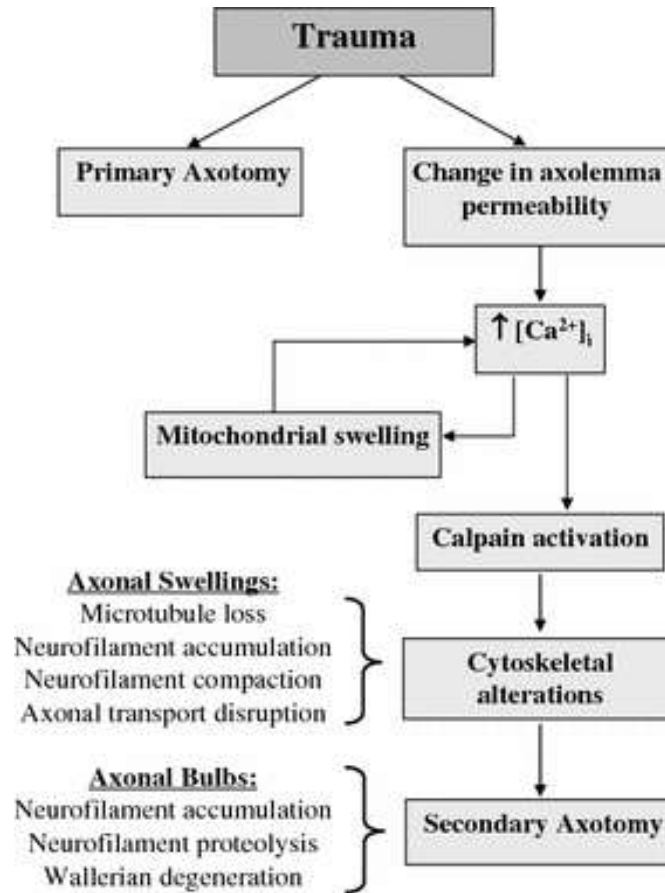 Trauma
Primary Axotomy
Change in axolemma
permeability
↑ [Ca²⁺]ᵢ
Mitochondrial swelling
Calpain activation
Axonal Swellings:
Microtubule loss
Neurofilament accumulation
Neurofilament compaction
Axonal transport disruption
Cytoskeletal
alterations
Axonal Bulbs:
Neurofilament accumulation
Neurofilament proteolysis
Wallerian degeneration
Secondary Axotomy